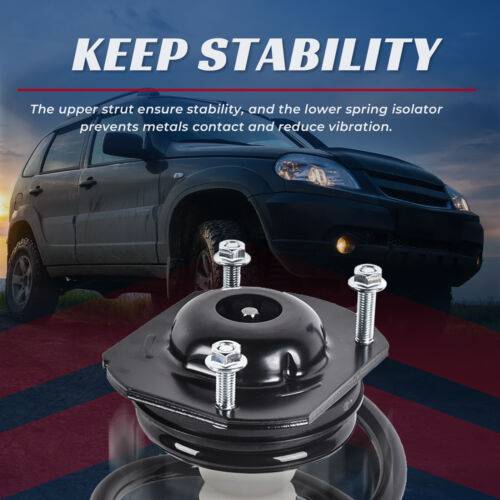 KEEP STABILITY
The upper strut ensure stability, and the lower spring isolator
prevents metals contact and reduce vibration.